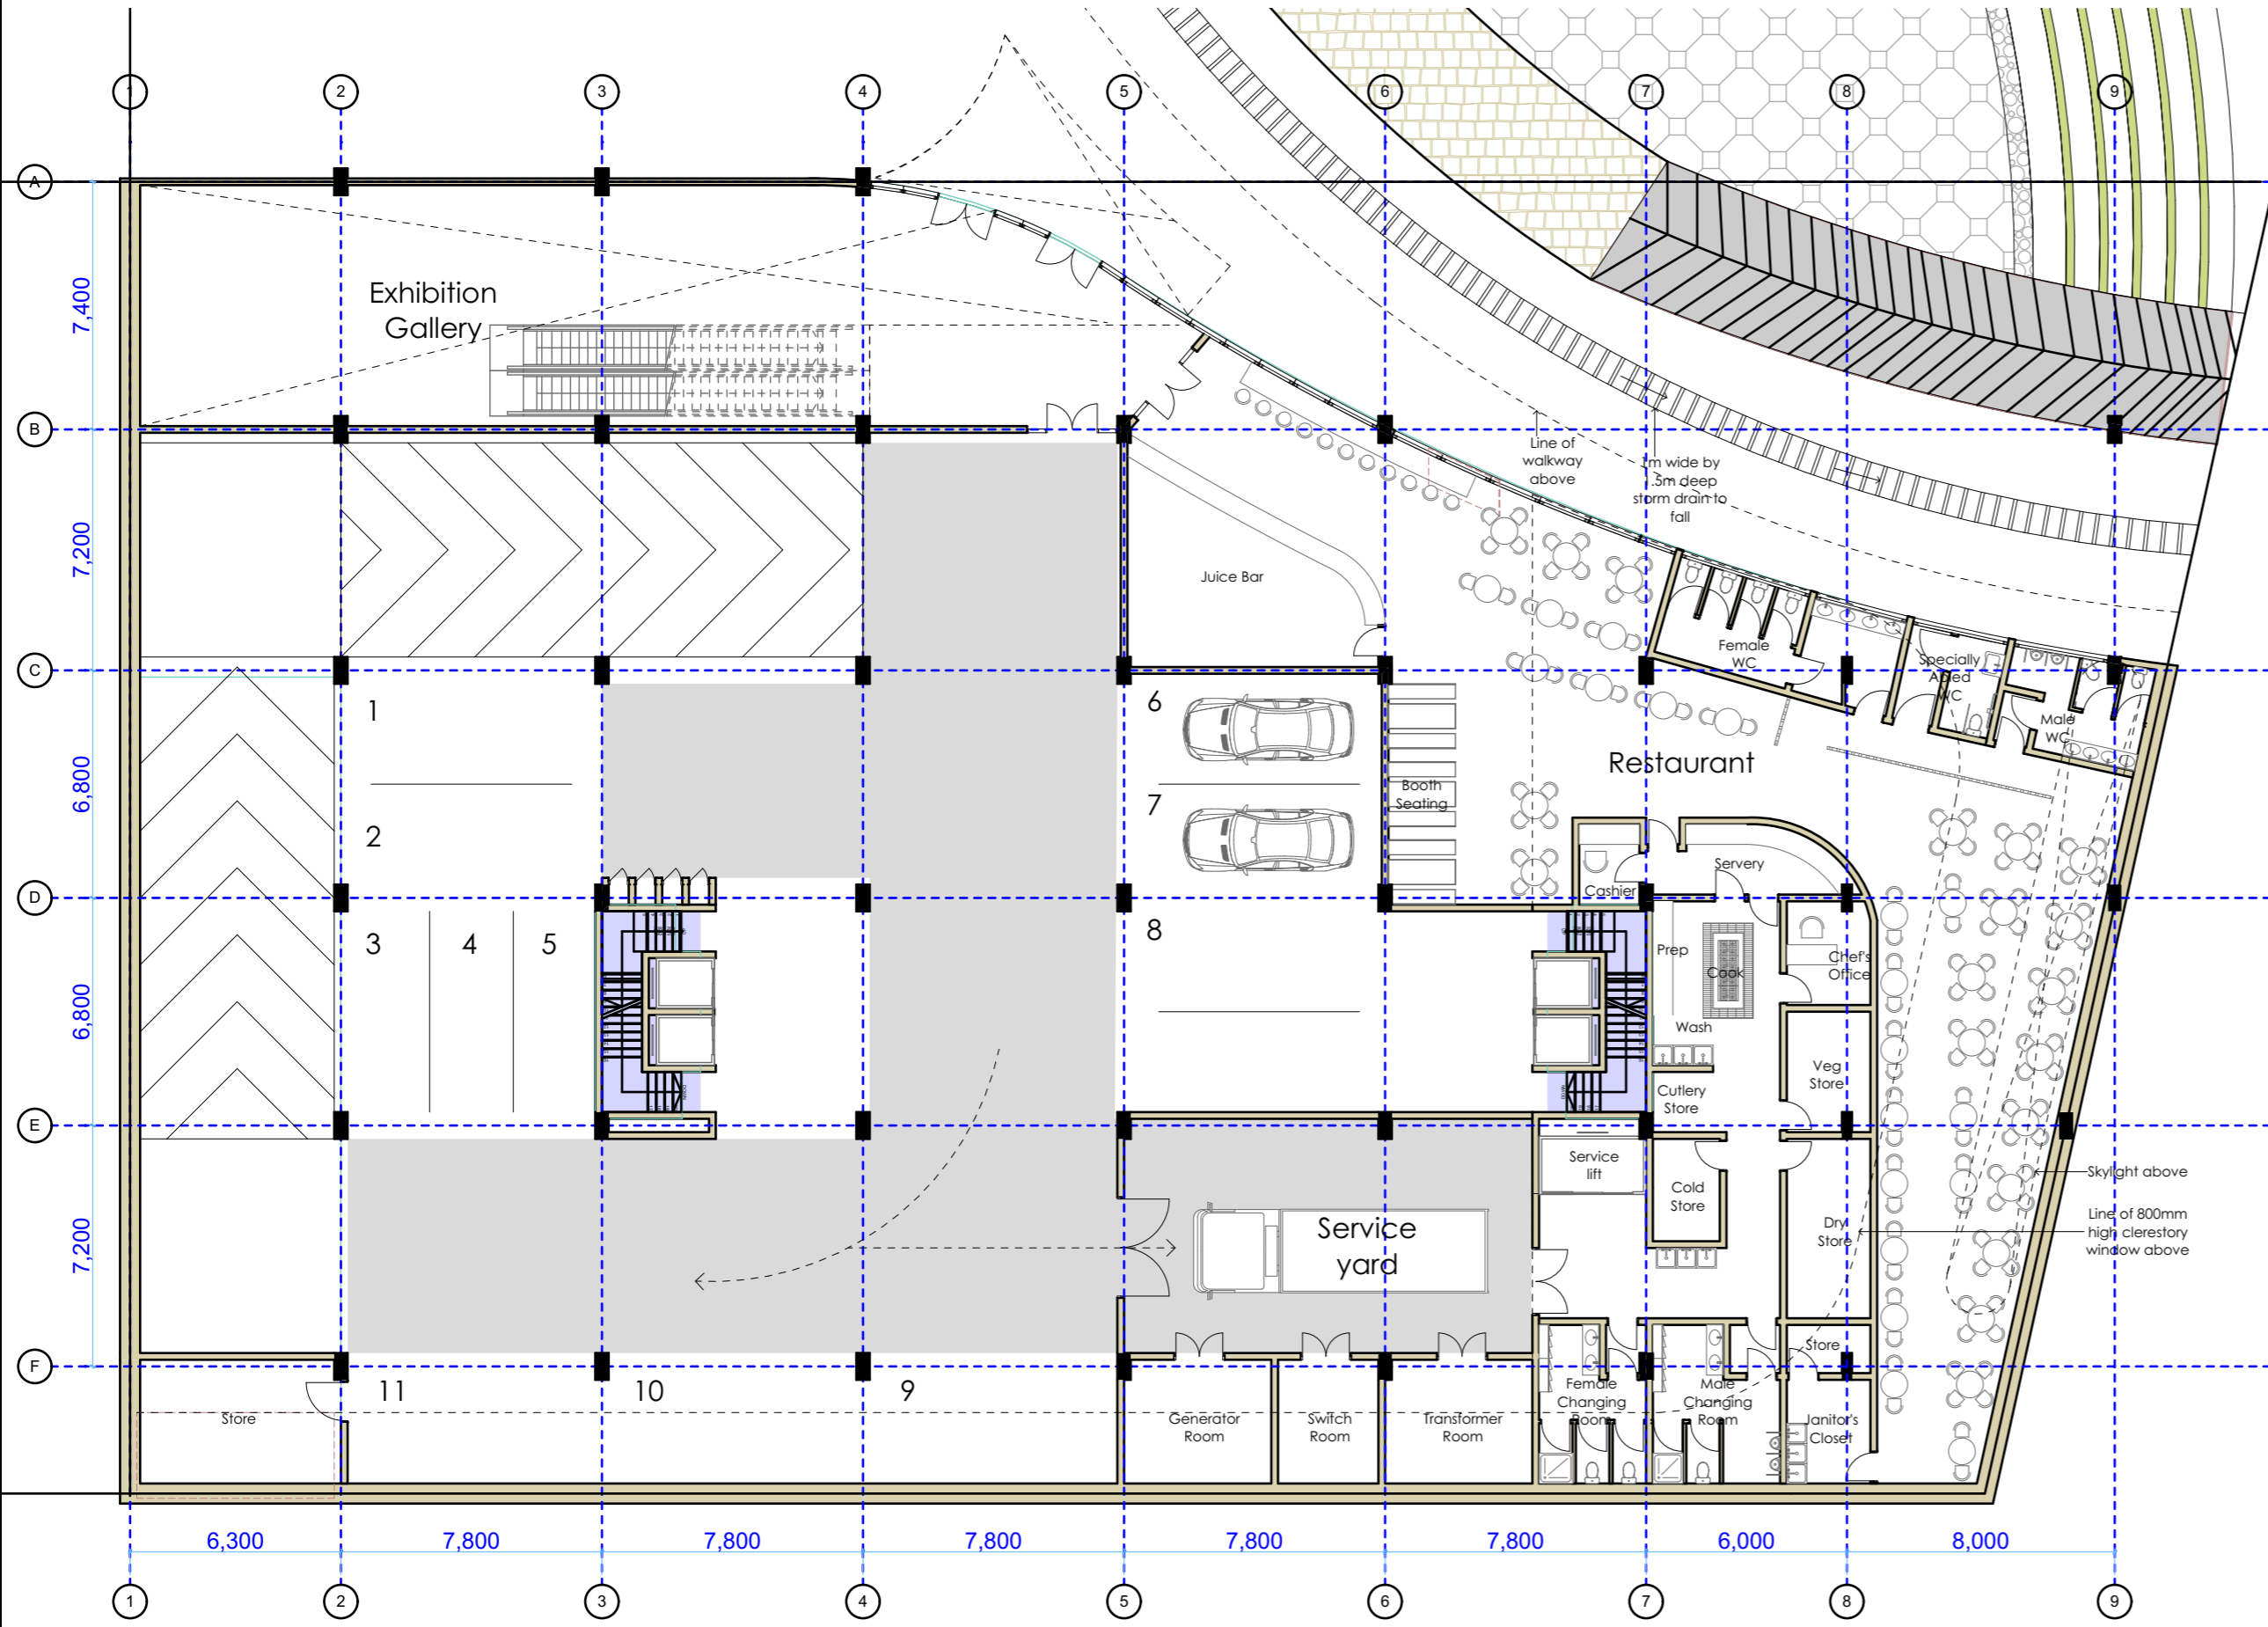 1
2
3
4
5
6
7
8
9
A
7,400
Exhibition
Gallery
B
Line of
walkway
above
1m wide by
.5m deep
storm drain to
fall
7,200
Juice Bar
Female
WC
Specially
Abled
WC
Male
WC
C
1
6
6,800
2
7
Booth
Seating
Restaurant
Servery
Cashier
D
3
4
5
8
Prep
Cook
Chef's
Office
Wash
6,800
Veg
Store
Cutlery
Store
E
Service
lift
Skylight above
Cold
Store
Service
yard
Dry
Store
Line of 800mm
high clerestory
window above
7,200
Store
F
11
10
9
Store
Generator
Room
Switch
Room
Transformer
Room
Female
Changing
Room
Male
Changing
Room
Janitor's
Closet
6,300
7,800
7,800
7,800
7,800
7,800
6,000
8,000
1
2
3
4
5
6
7
8
9